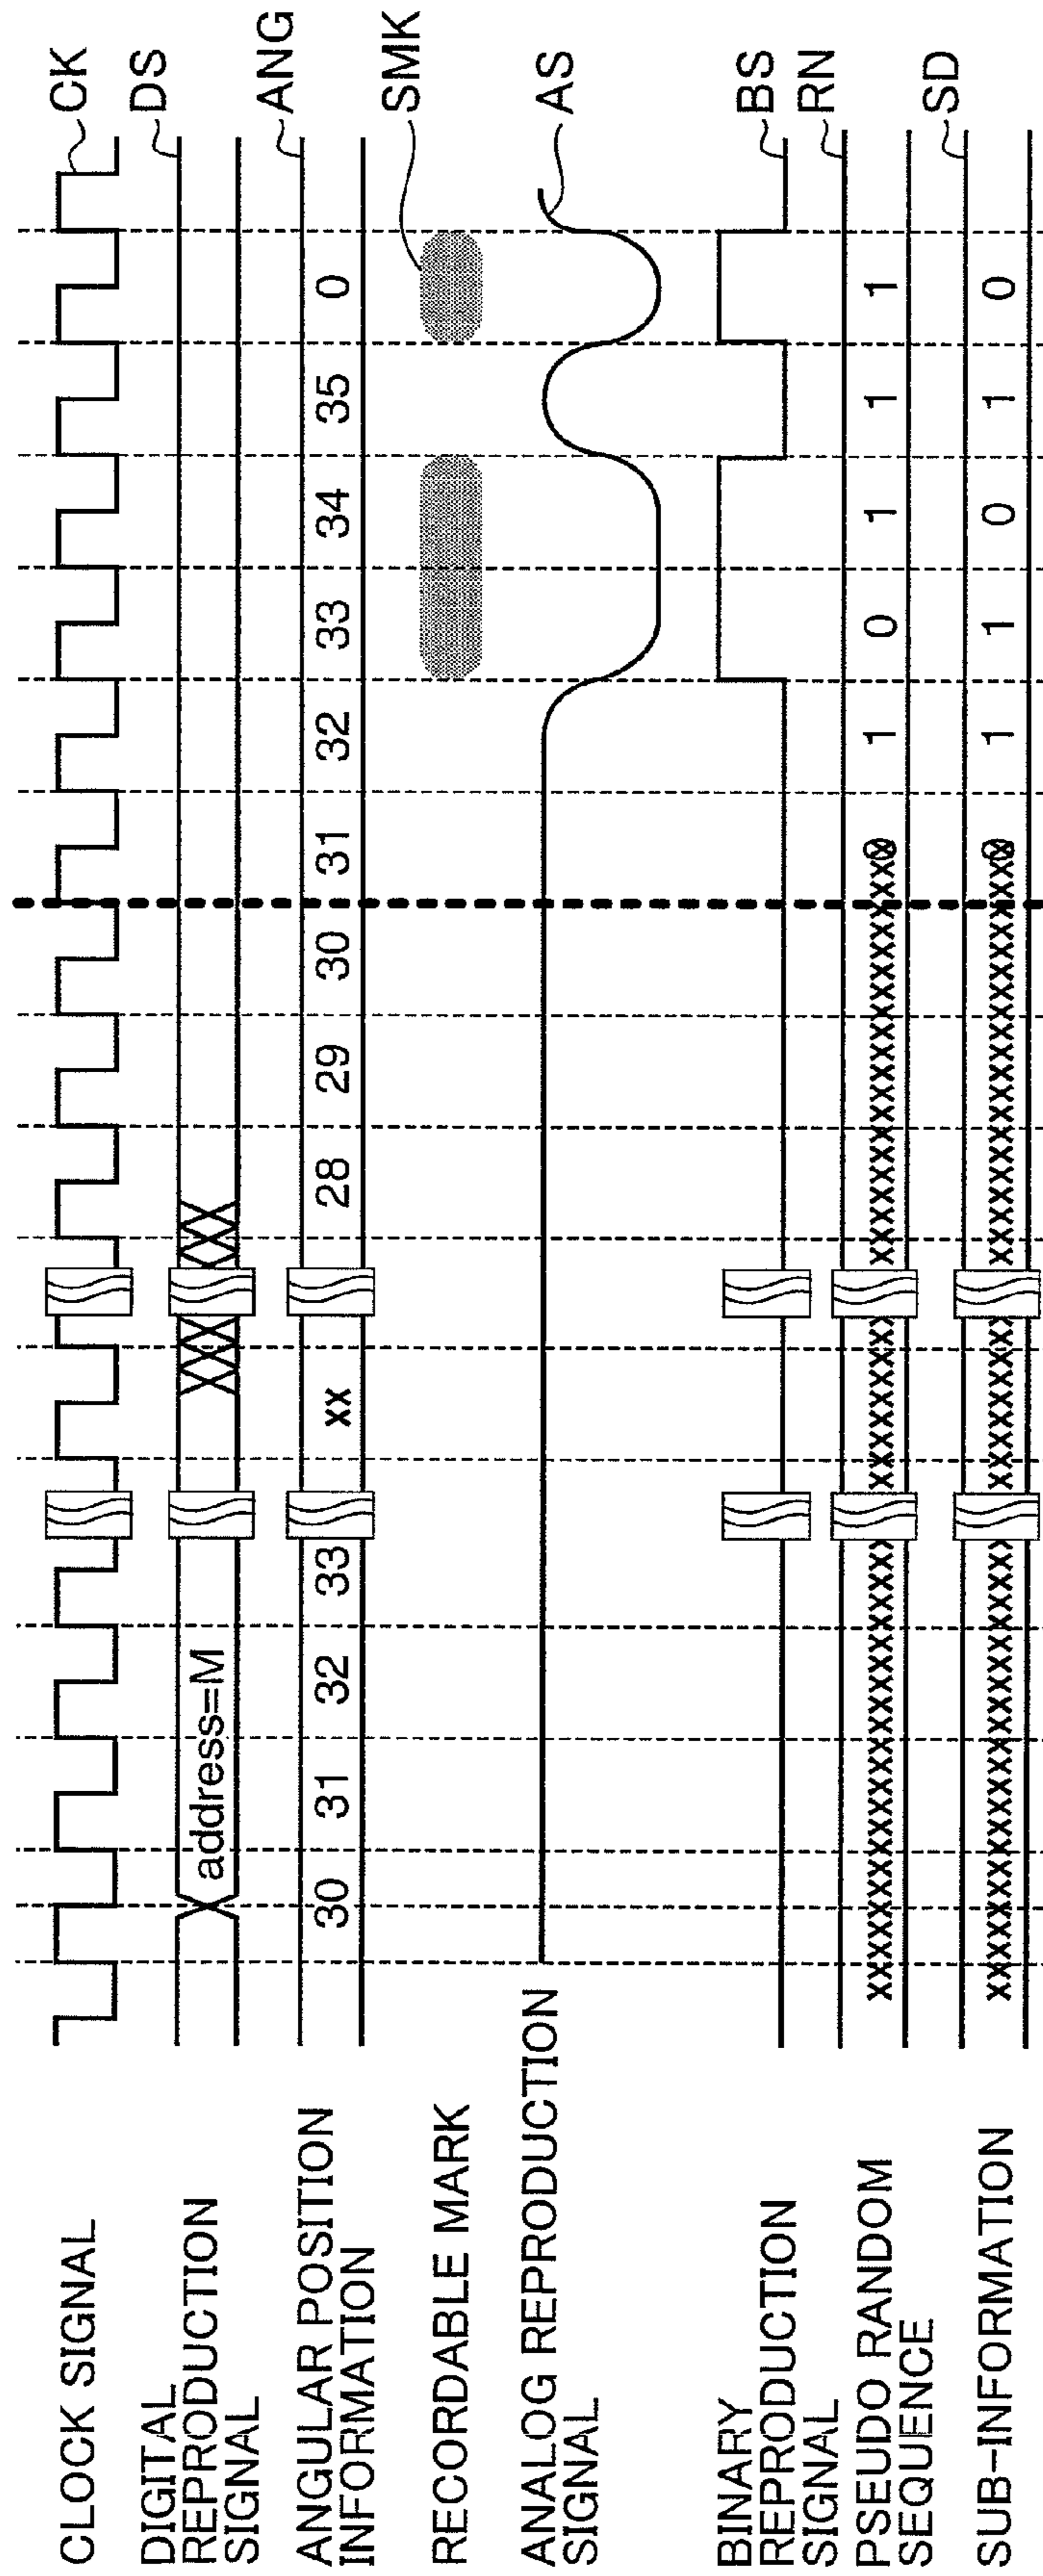 CLOCK SIGNAL
CK
DIGITAL
REPRODUCTION
SIGNAL
address=M
DS
ANGULAR POSITION
INFORMATION
30 31 32 33 xx 28 29 30 31 32 33 34 35 0
ANG
RECORDABLE MARK
SMK
ANALOG REPRODUCTION
SIGNAL
AS
BINARY
REPRODUCTION
SIGNAL
BS
PSEUDO RANDOM
SEQUENCE
1 0 1 1 1
RN
SUB-INFORMATION
1 1 0 1 0
SD